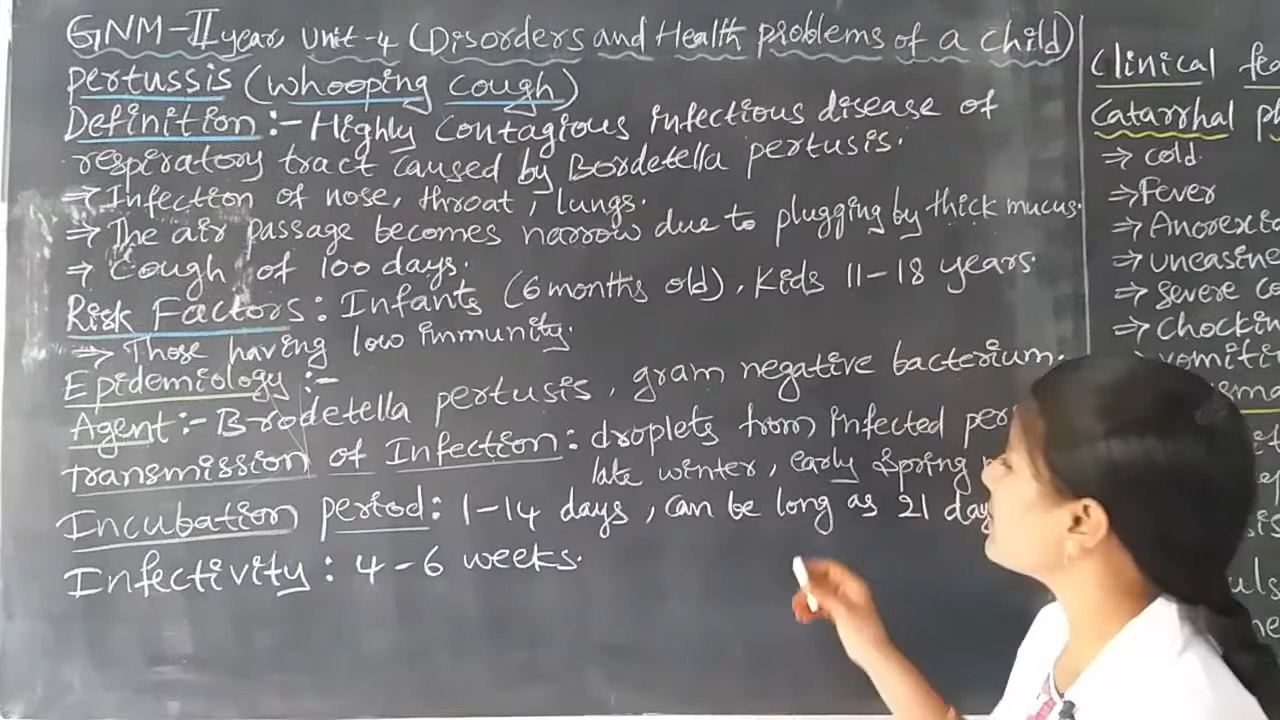 GNM-II year, Unit-4 (Disorders and Health problems of a child)
pertussis (whooping cough)
Definition :- Highly contagious infectious disease of
respiratory tract caused by Bordetella pertusis.
⇒ Infection of nose, throat, lungs.
⇒ The air passage becomes narrow due to plugging by thick mucus.
⇒ Cough of 100 days.
Risk Factors : Infants (6 months old), Kids 11-18 years.
⇒ Those having low immunity.
Epidemiology :-
Agent :- Brodetella pertusis, gram negative bacterium.
Transmission of Infection : droplets from infected per
late winter, early spring
Incubation period : 1-14 days, can be long as 21 day
Infectivity : 4-6 weeks.
Clinical fea
Catarrhal ph
⇒ cold
⇒ Fever
⇒ Anorexia
⇒ uneasine
⇒ severe co
⇒ Chockin
vomiti